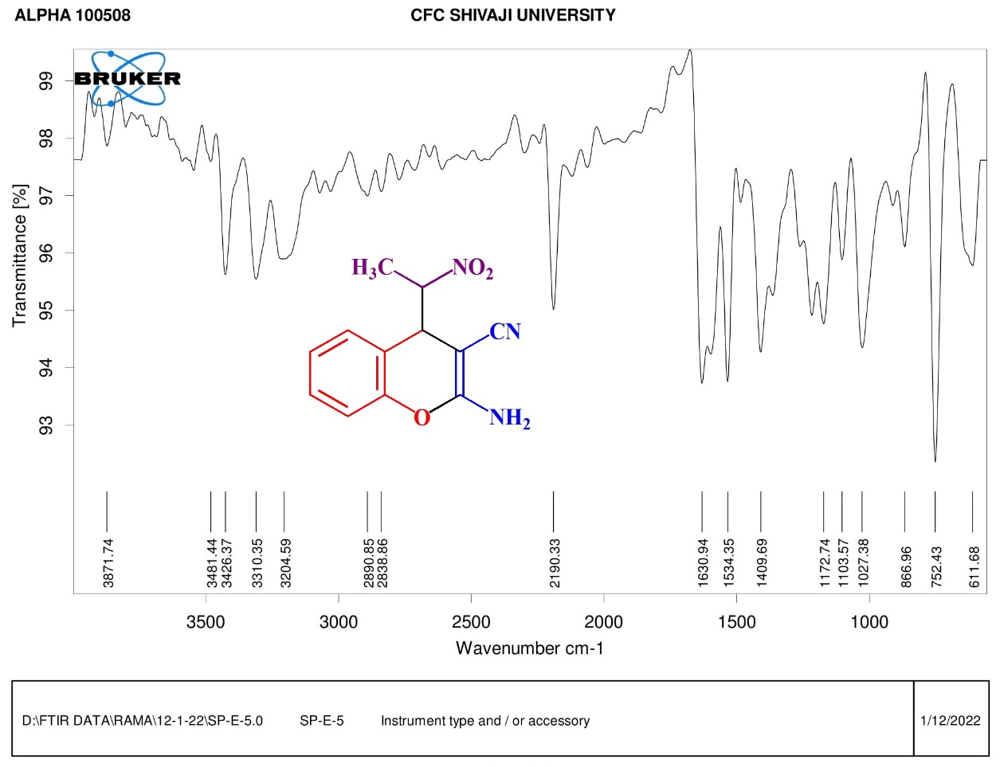 ALPHA 100508
CFC SHIVAJI UNIVERSITY
BRUKER
Transmittance [%]
99
98
97
96
95
94
93
H3C
NO2
CN
O
NH2
3871.74
3481.44
3426.37
3310.35
3204.59
2890.85
2838.86
2190.33
1630.94
1534.35
1409.69
1172.74
1103.57
1027.38
866.96
752.43
611.68
3500 3000 2500 2000 1500 1000
Wavenumber cm-1
D:\FTIR DATA\RAMA\12-1-22\SP-E-5.0 SP-E-5 Instrument type and / or accessory 1/12/2022